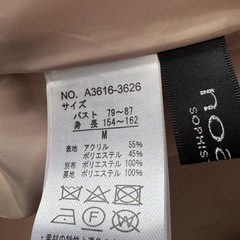 NO. A3616-3626
サイズ
バスト 79~87
身長 154~162
M
表地 アクリル 55%
ポリエステル 45%
別布 ポリエステル 100%
裏地 ポリエステル 100%
noa
SOPHIS